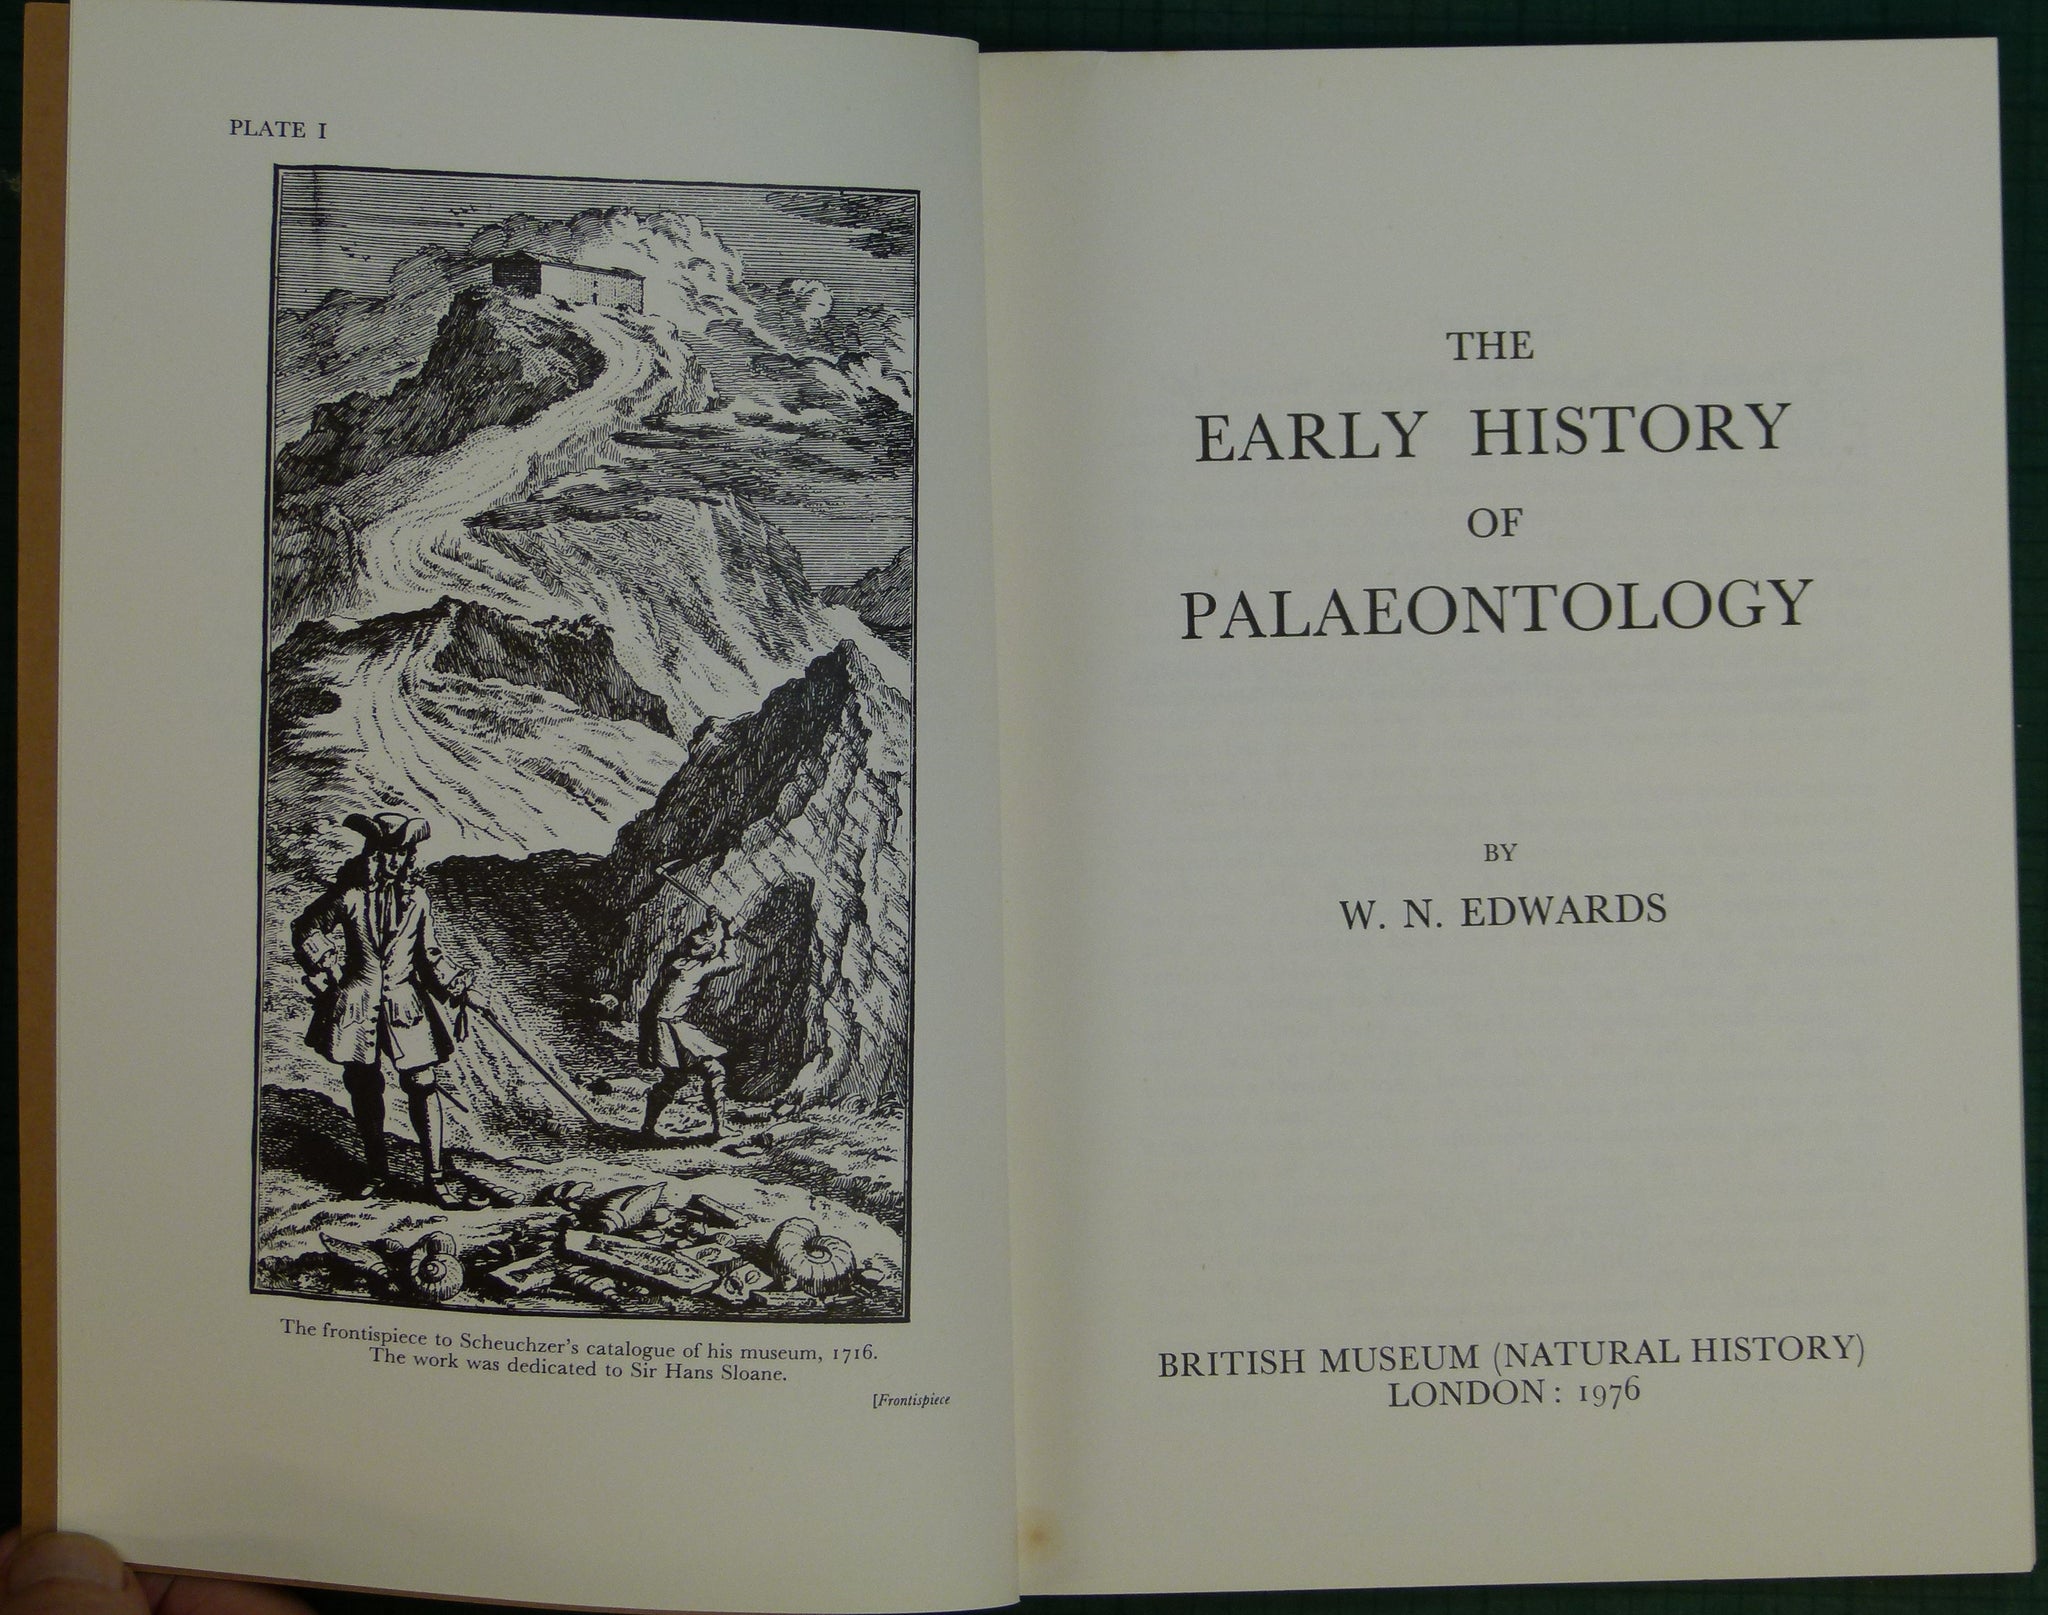 PLATE I
The frontispiece to Scheuchzer's catalogue of his museum, 1716.
The work was dedicated to Sir Hans Sloane.
[Frontispiece
THE
EARLY HISTORY
OF
PALAEONTOLOGY
BY
W. N. EDWARDS
BRITISH MUSEUM (NATURAL HISTORY)
LONDON: 1976